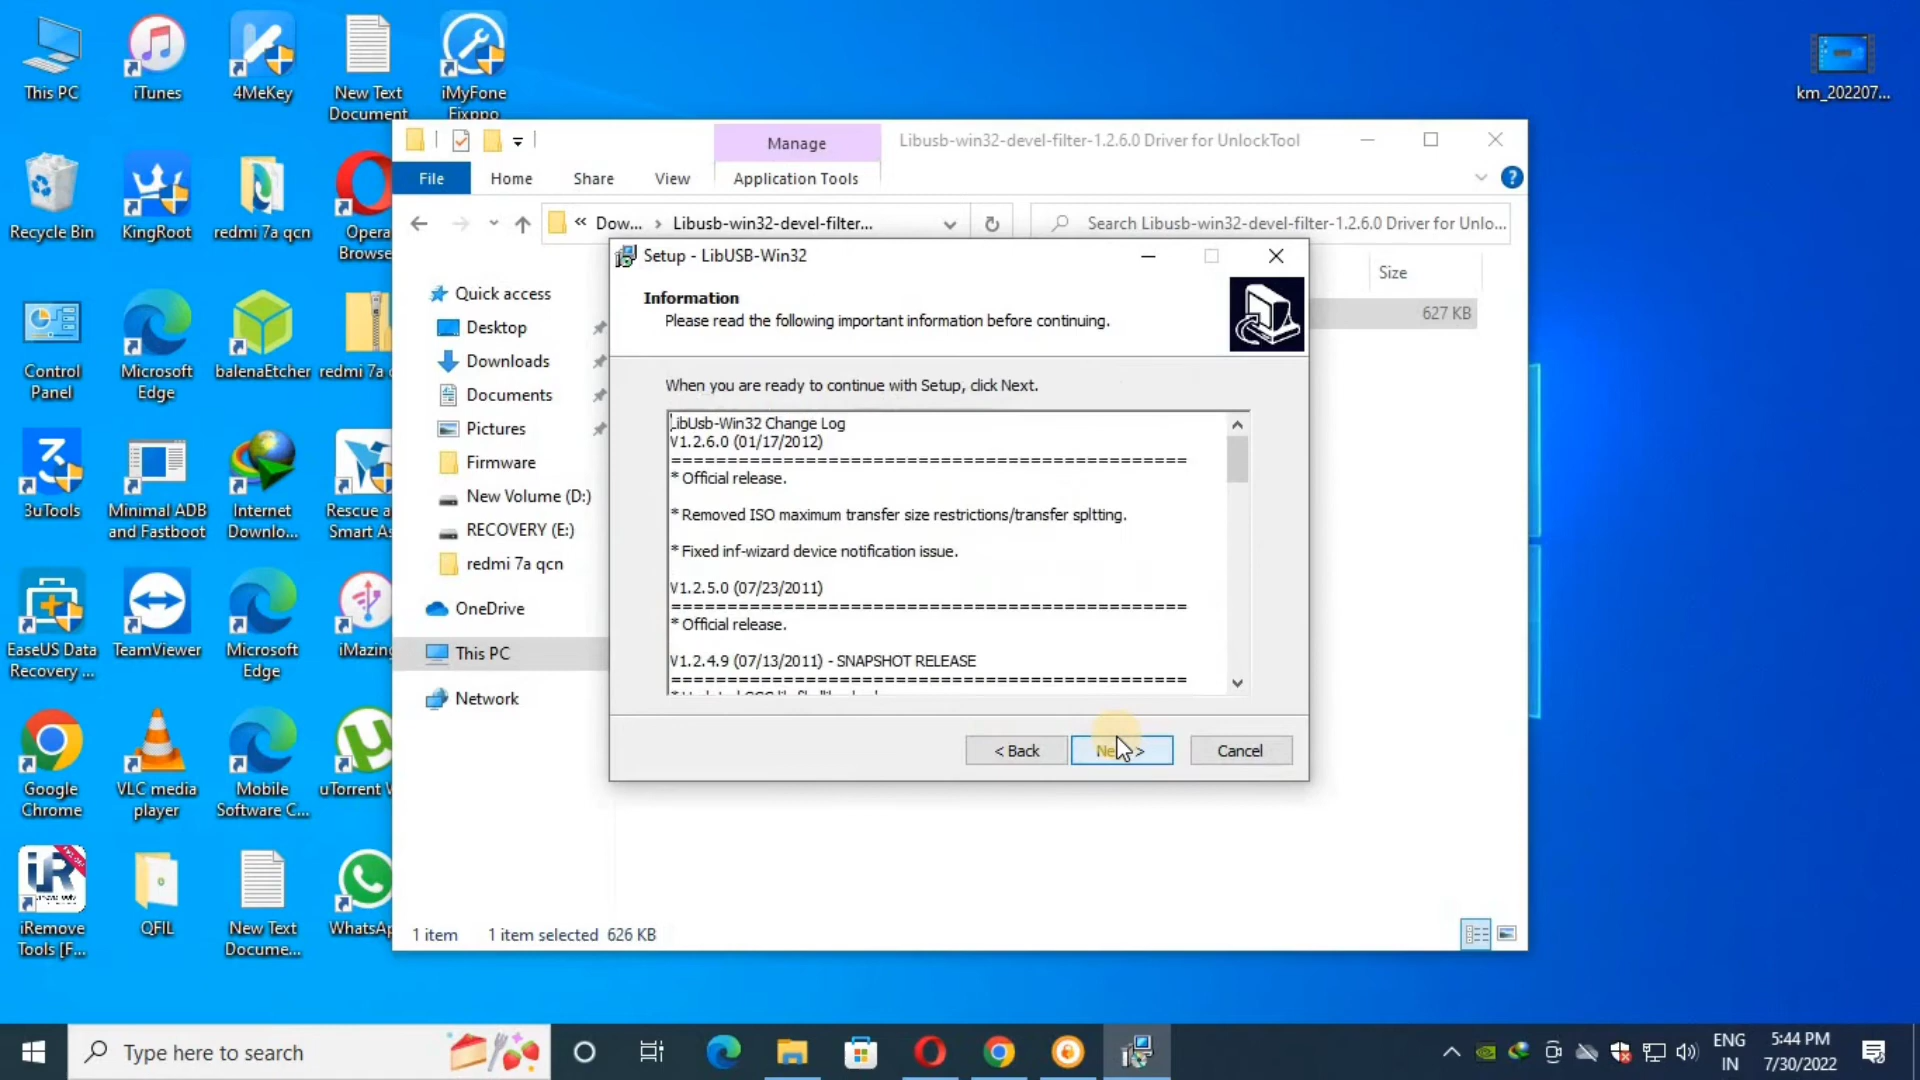 This PC
iTunes
4MeKey
New Text
Document
iMyFone
Fixppo
Recycle Bin
KingRoot
redmi 7a qcn
Opera
Browse
Control
Panel
Microsoft
Edge
balenaEtcher
redmi 7a
3uTools
Minimal ADB
and Fastboot
Internet
Downlo...
Rescue a
Smart As
EaseUS Data
Recovery ...
TeamViewer
Microsoft
Edge
iMazing
Google
Chrome
VLC media
player
Mobile
Software C...
uTorrent W
iRemove
Tools [F...
QFIL
New Text
Docume...
WhatsAp
km_202207...
Manage
Libusb-win32-devel-filter-1.2.6.0 Driver for UnlockTool
File
Home
Share
View
Application Tools
« Dow... › Libusb-win32-devel-filter...
Search Libusb-win32-devel-filter-1.2.6.0 Driver for Unlo...
Size
627 KB
Quick access
Desktop
Downloads
Documents
Pictures
Firmware
New Volume (D:)
RECOVERY (E:)
redmi 7a qcn
OneDrive
This PC
Network
1 item 1 item selected 626 KB
Setup - LibUSB-Win32
Information
Please read the following important information before continuing.
When you are ready to continue with Setup, click Next.
LibUsb-Win32 Change Log
V1.2.6.0 (01/17/2012)
==============================================
* Official release.
* Removed ISO maximum transfer size restrictions/transfer spltting.
* Fixed inf-wizard device notification issue.
V1.2.5.0 (07/23/2011)
==============================================
* Official release.
V1.2.4.9 (07/13/2011) - SNAPSHOT RELEASE
==============================================
< Back
Cancel
Type here to search
ENG
IN
5:44 PM
7/30/2022